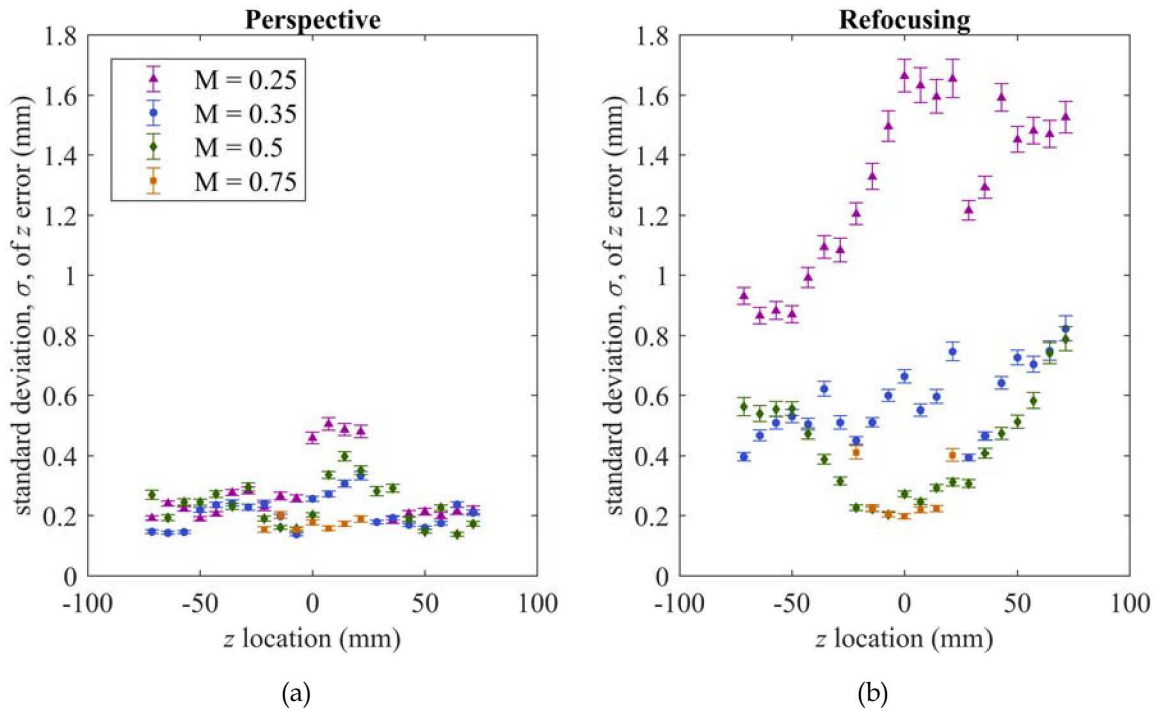 Perspective
1.8
1.6
1.4
1.2
1
0.8
0.6
0.4
0.2
0
-100
-50
0
50
100
standard deviation, σ, of z error (mm)
z location (mm)
M = 0.25
M = 0.35
M = 0.5
M = 0.75
(a)
Refocusing
1.8
1.6
1.4
1.2
1
0.8
0.6
0.4
0.2
0
-100
-50
0
50
100
standard deviation, σ, of z error (mm)
z location (mm)
(b)